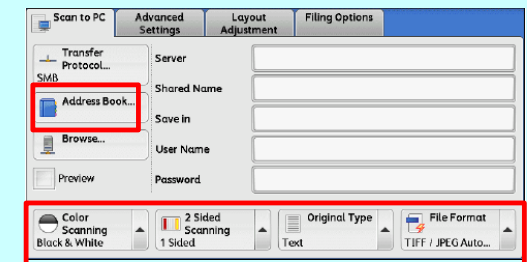 Scan to PC
Advanced
Settings
Layout
Adjustment
Filing Options
Transfer
Protocol...
SMB
Address Book...
Browse...
Preview
Server
Shared Name
Save in
User Name
Password
Color
Scanning
Black & White
2 Sided
Scanning
1 Sided
Original Type
Text
File Format
TIFF / JPEG Auto...